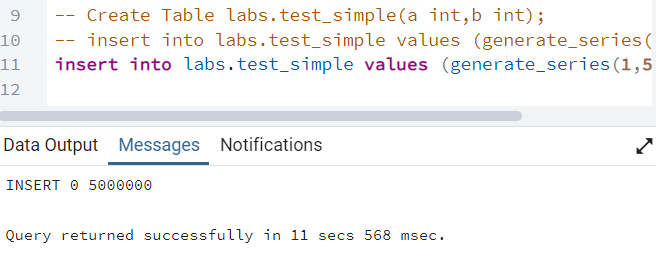 9 -- Create Table labs.test_simple(a int,b int);
10 -- insert into labs.test_simple values (generate_series(
11 insert into labs.test_simple values (generate_series(1,5
12
Data Output Messages Notifications
INSERT 0 5000000
Query returned successfully in 11 secs 568 msec.